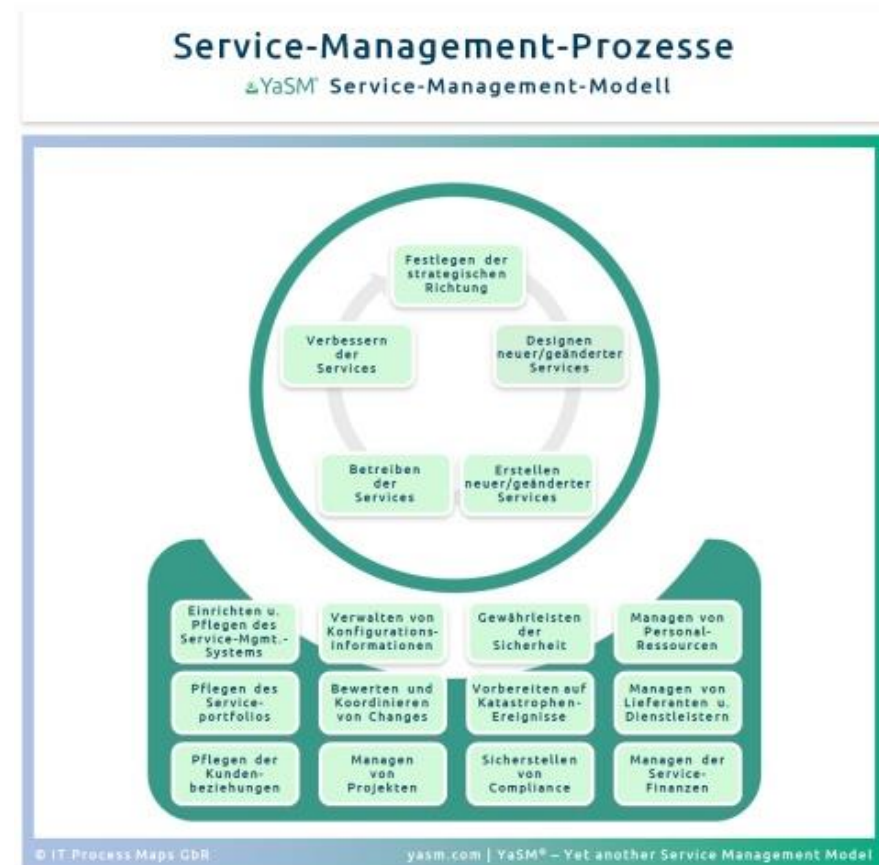 Service-Management-Prozesse
YaSM® Service-Management-Modell
Festlegen der
strategischen
Richtung
Verbessern
der
Services
Designen
neuer/geänderter
Services
Betreiben
der
Services
Erstellen
neuer/geänderter
Services
Einrichten u.
Pflegen des
Service-Mgmt.-
Systems
Verwalten von
Konfigurations-
informationen
Gewährleisten
der
Sicherheit
Managen von
Personal-
Ressourcen
Pflegen des
Service-
portfolios
Bewerten und
Koordinieren
von Changes
Vorbereiten auf
Katastrophen-
Ereignisse
Managen von
Lieferanten u.
Dienstleistern
Pflegen der
Kunden-
beziehungen
Managen
von
Projekten
Sicherstellen
von
Compliance
Managen der
Service-
Finanzen
© IT Process Maps GbR
yasm.com | YaSM® – Yet another Service Management Model